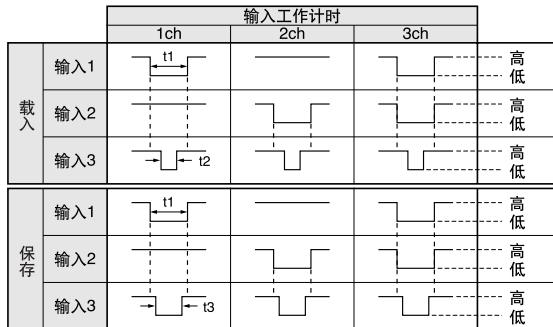 输入工作计时
1ch 2ch 3ch
载入
输入1 t1 高
低
输入2 高
低
输入3 t2 高
低
保存
输入1 t1 高
低
输入2 高
低
输入3 t3 高
低